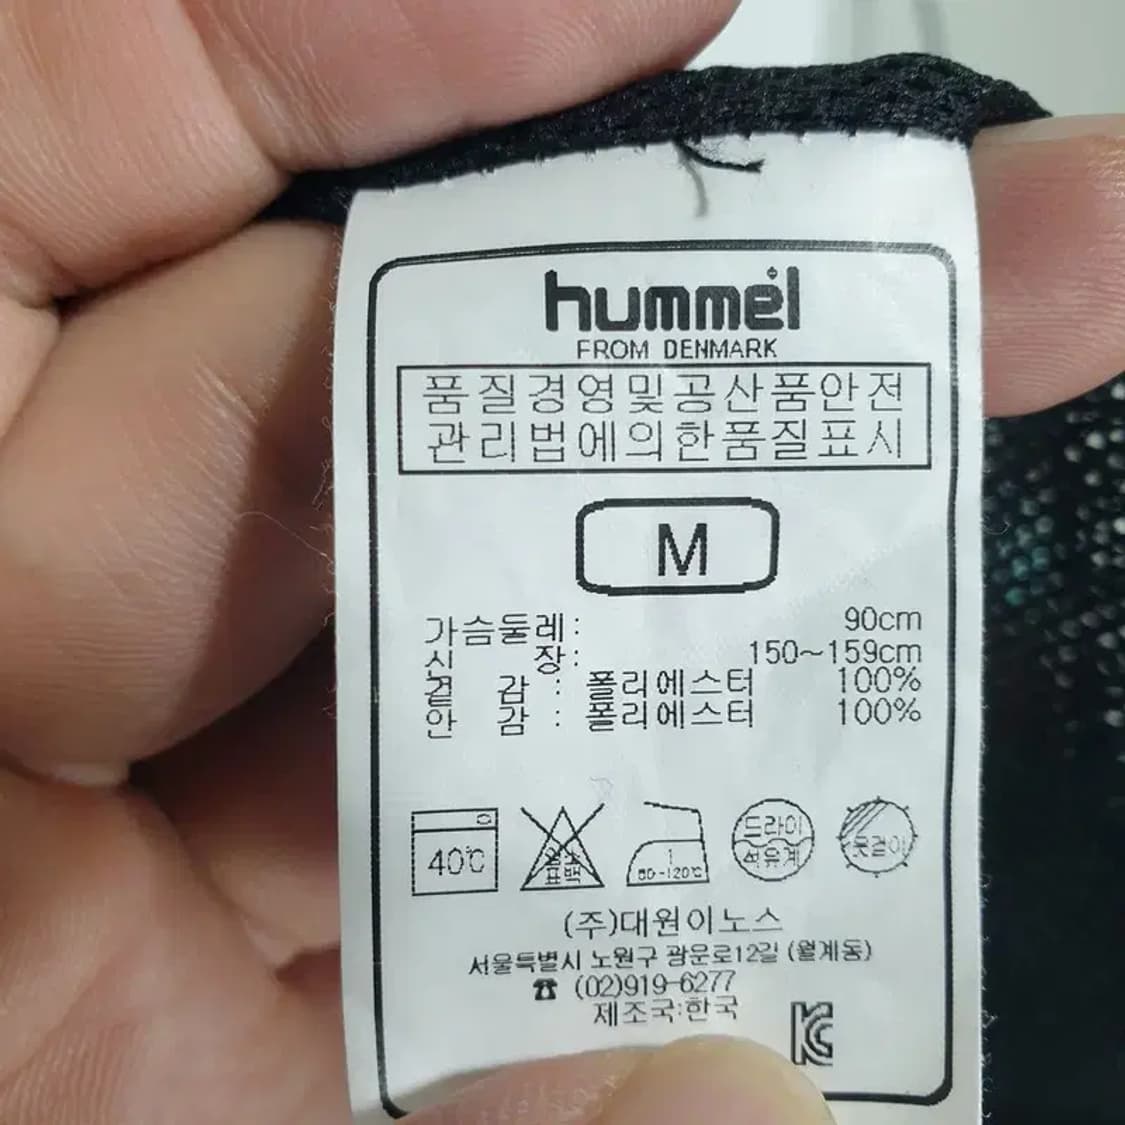 hummel
FROM DENMARK
품질경영및공산품안전
관리법에의한품질표시
M
가슴둘레: 90cm
신 장: 150~159cm
겉 감 : 폴리에스터 100%
안 감 : 폴리에스터 100%
40℃
염소
표백
1
80-120℃
드라이
석유계
옷걸이
(주)대원이노스
서울특별시 노원구 광운로12길 (월계동)
☎ (02)919-6277
제조국:한국
KC